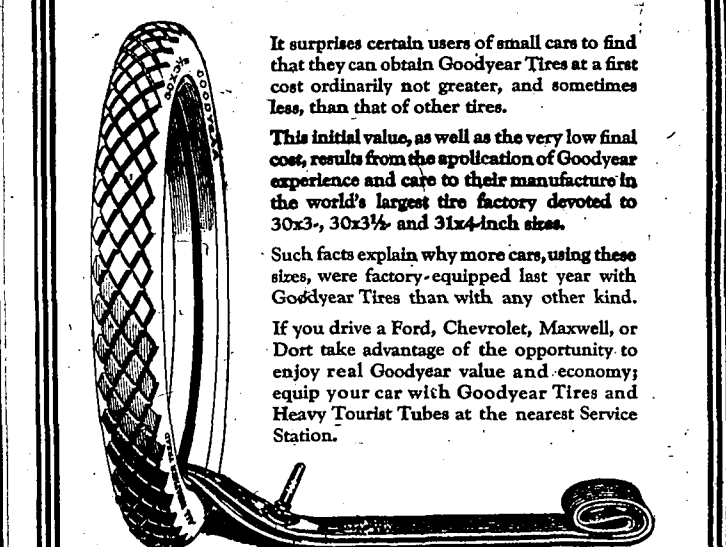 30x3½ GOODYEAR
It surprises certain users of small cars to find
that they can obtain Goodyear Tires at a first
cost ordinarily not greater, and sometimes
less, than that of other tires.
This initial value, as well as the very low final
cost, results from the application of Goodyear
experience and care to their manufacture in
the world's largest tire factory devoted to
30x3-, 30x3½- and 31x4-inch sizes.
Such facts explain why more cars, using these
sizes, were factory-equipped last year with
Goodyear Tires than with any other kind.
If you drive a Ford, Chevrolet, Maxwell, or
Dort take advantage of the opportunity to
enjoy real Goodyear value and economy;
equip your car with Goodyear Tires and
Heavy Tourist Tubes at the nearest Service
Station.